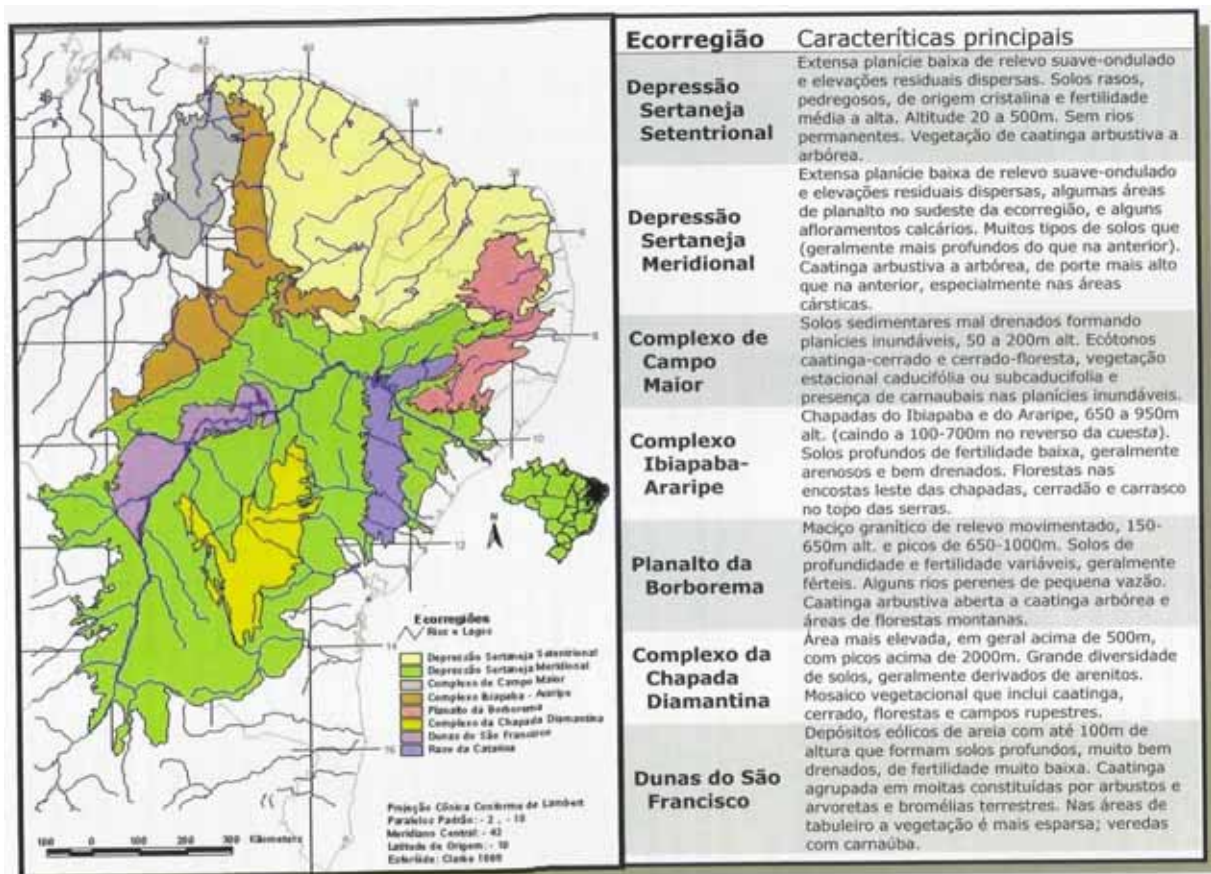 42
40
38
4
36
6
8
10
12
N
14
16
Ecorregiões
Rios e Lagos
Depressão Sertaneja Setentrional
Depressão Sertaneja Meridional
Complexo de Campo Maior
Complexo Ibiapaba - Araripe
Planalto da Borborema
Complexo da Chapada Diamantina
Dunas do São Francisco
Raso da Catarina
100 0 100 200 300 Kilometers
Projeção Cônica Conforme de Lambert
Paralelos Padrão: - 2 , - 18
Meridiano Central: - 42
Latitude de Origem: - 10
Esferóide: Clarke 1866
Ecorregião Caracteríticas principais
Depressão Sertaneja Setentrional
Extensa planície baixa de relevo suave-ondulado
e elevações residuais dispersas. Solos rasos,
pedregosos, de origem cristalina e fertilidade
média a alta. Altitude 20 a 500m. Sem rios
permanentes. Vegetação de caatinga arbustiva a
arbórea.
Depressão Sertaneja Meridional
Extensa planície baixa de relevo suave-ondulado
e elevações residuais dispersas, algumas áreas
de planalto no sudeste da ecorregião, e alguns
afloramentos calcários. Muitos tipos de solos que
(geralmente mais profundos do que na anterior).
Caatinga arbustiva a arbórea, de porte mais alto
que na anterior, especialmente nas áreas
cársticas.
Complexo de Campo Maior
Solos sedimentares mal drenados formando
planícies inundáveis, 50 a 200m alt. Ecótonos
caatinga-cerrado e cerrado-floresta, vegetação
estacional caducifólia ou subcaducifolia e
presença de carnaubais nas planícies inundáveis.
Complexo Ibiapaba-Araripe
Chapadas do Ibiapaba e do Araripe, 650 a 950m
alt. (caindo a 100-700m no reverso da cuesta).
Solos profundos de fertilidade baixa, geralmente
arenosos e bem drenados. Florestas nas
encostas leste das chapadas, cerradão e carrasco
no topo das serras.
Planalto da Borborema
Maciço granítico de relevo movimentado, 150-
650m alt. e picos de 650-1000m. Solos de
profundidade e fertilidade variáveis, geralmente
férteis. Alguns rios perenes de pequena vazão.
Caatinga arbustiva aberta a caatinga arbórea e
áreas de florestas montanas.
Complexo da Chapada Diamantina
Área mais elevada, em geral acima de 500m,
com picos acima de 2000m. Grande diversidade
de solos, geralmente derivados de arenitos.
Mosaico vegetacional que inclui caatinga,
cerrado, florestas e campos rupestres.
Dunas do São Francisco
Depósitos eólicos de areia com até 100m de
altura que formam solos profundos, muito bem
drenados, de fertilidade muito baixa. Caatinga
agrupada em moitas constituídas por arbustos e
arvoretas e bromélias terrestres. Nas áreas de
tabuleiro a vegetação é mais esparsa; veredas
com carnaúba.